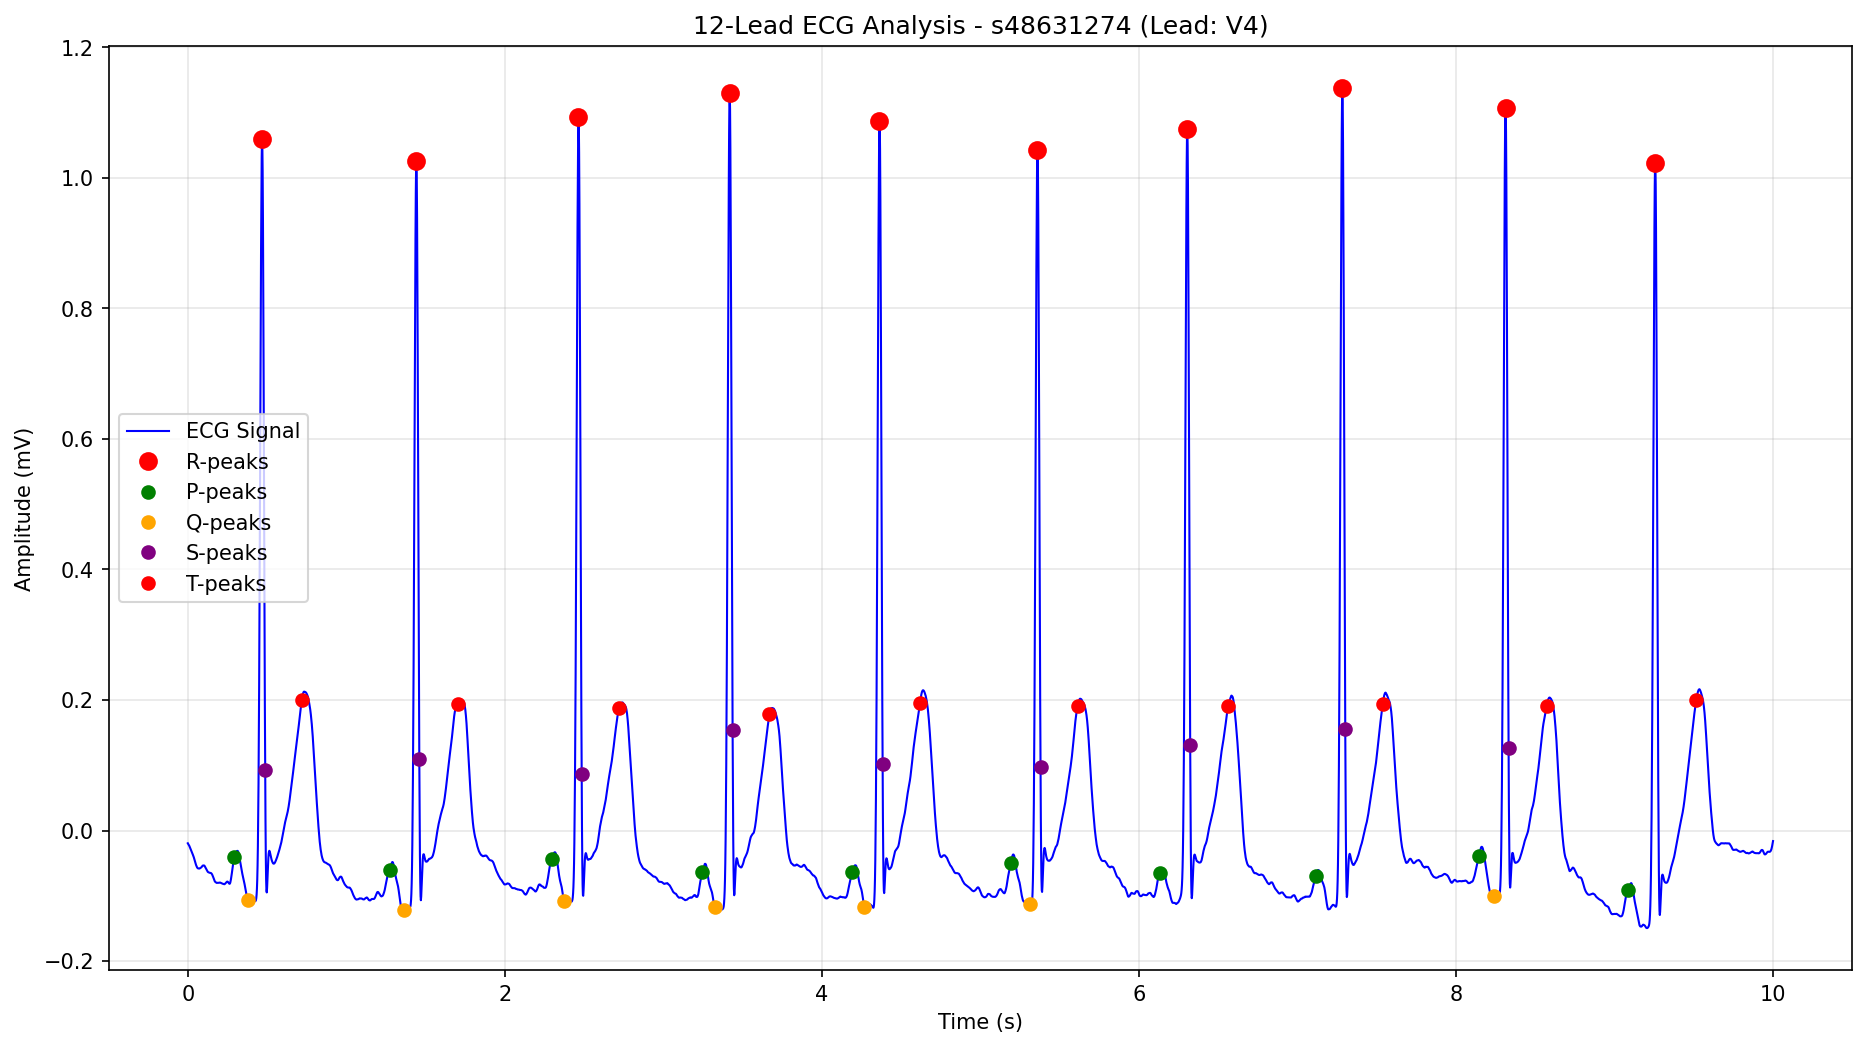 12-Lead ECG Analysis - s48631274 (Lead: V4)
1.2
1.0
0.8
0.6
0.4
0.2
0.0
−0.2
Amplitude (mV)
ECG Signal
R-peaks
P-peaks
Q-peaks
S-peaks
T-peaks
0 2 4 6 8 10
Time (s)